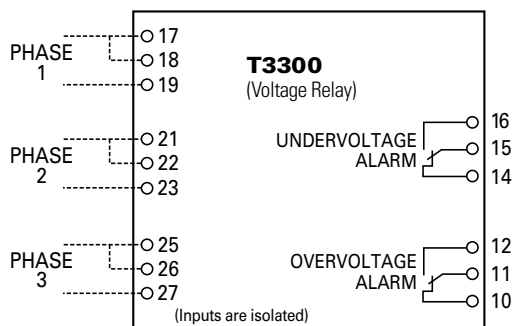 PHASE
1
17
18
19
T3300
(Voltage Relay)
PHASE
2
21
22
23
UNDERVOLTAGE
ALARM
16
15
14
PHASE
3
25
26
27
OVERVOLTAGE
ALARM
12
11
10
(Inputs are isolated)